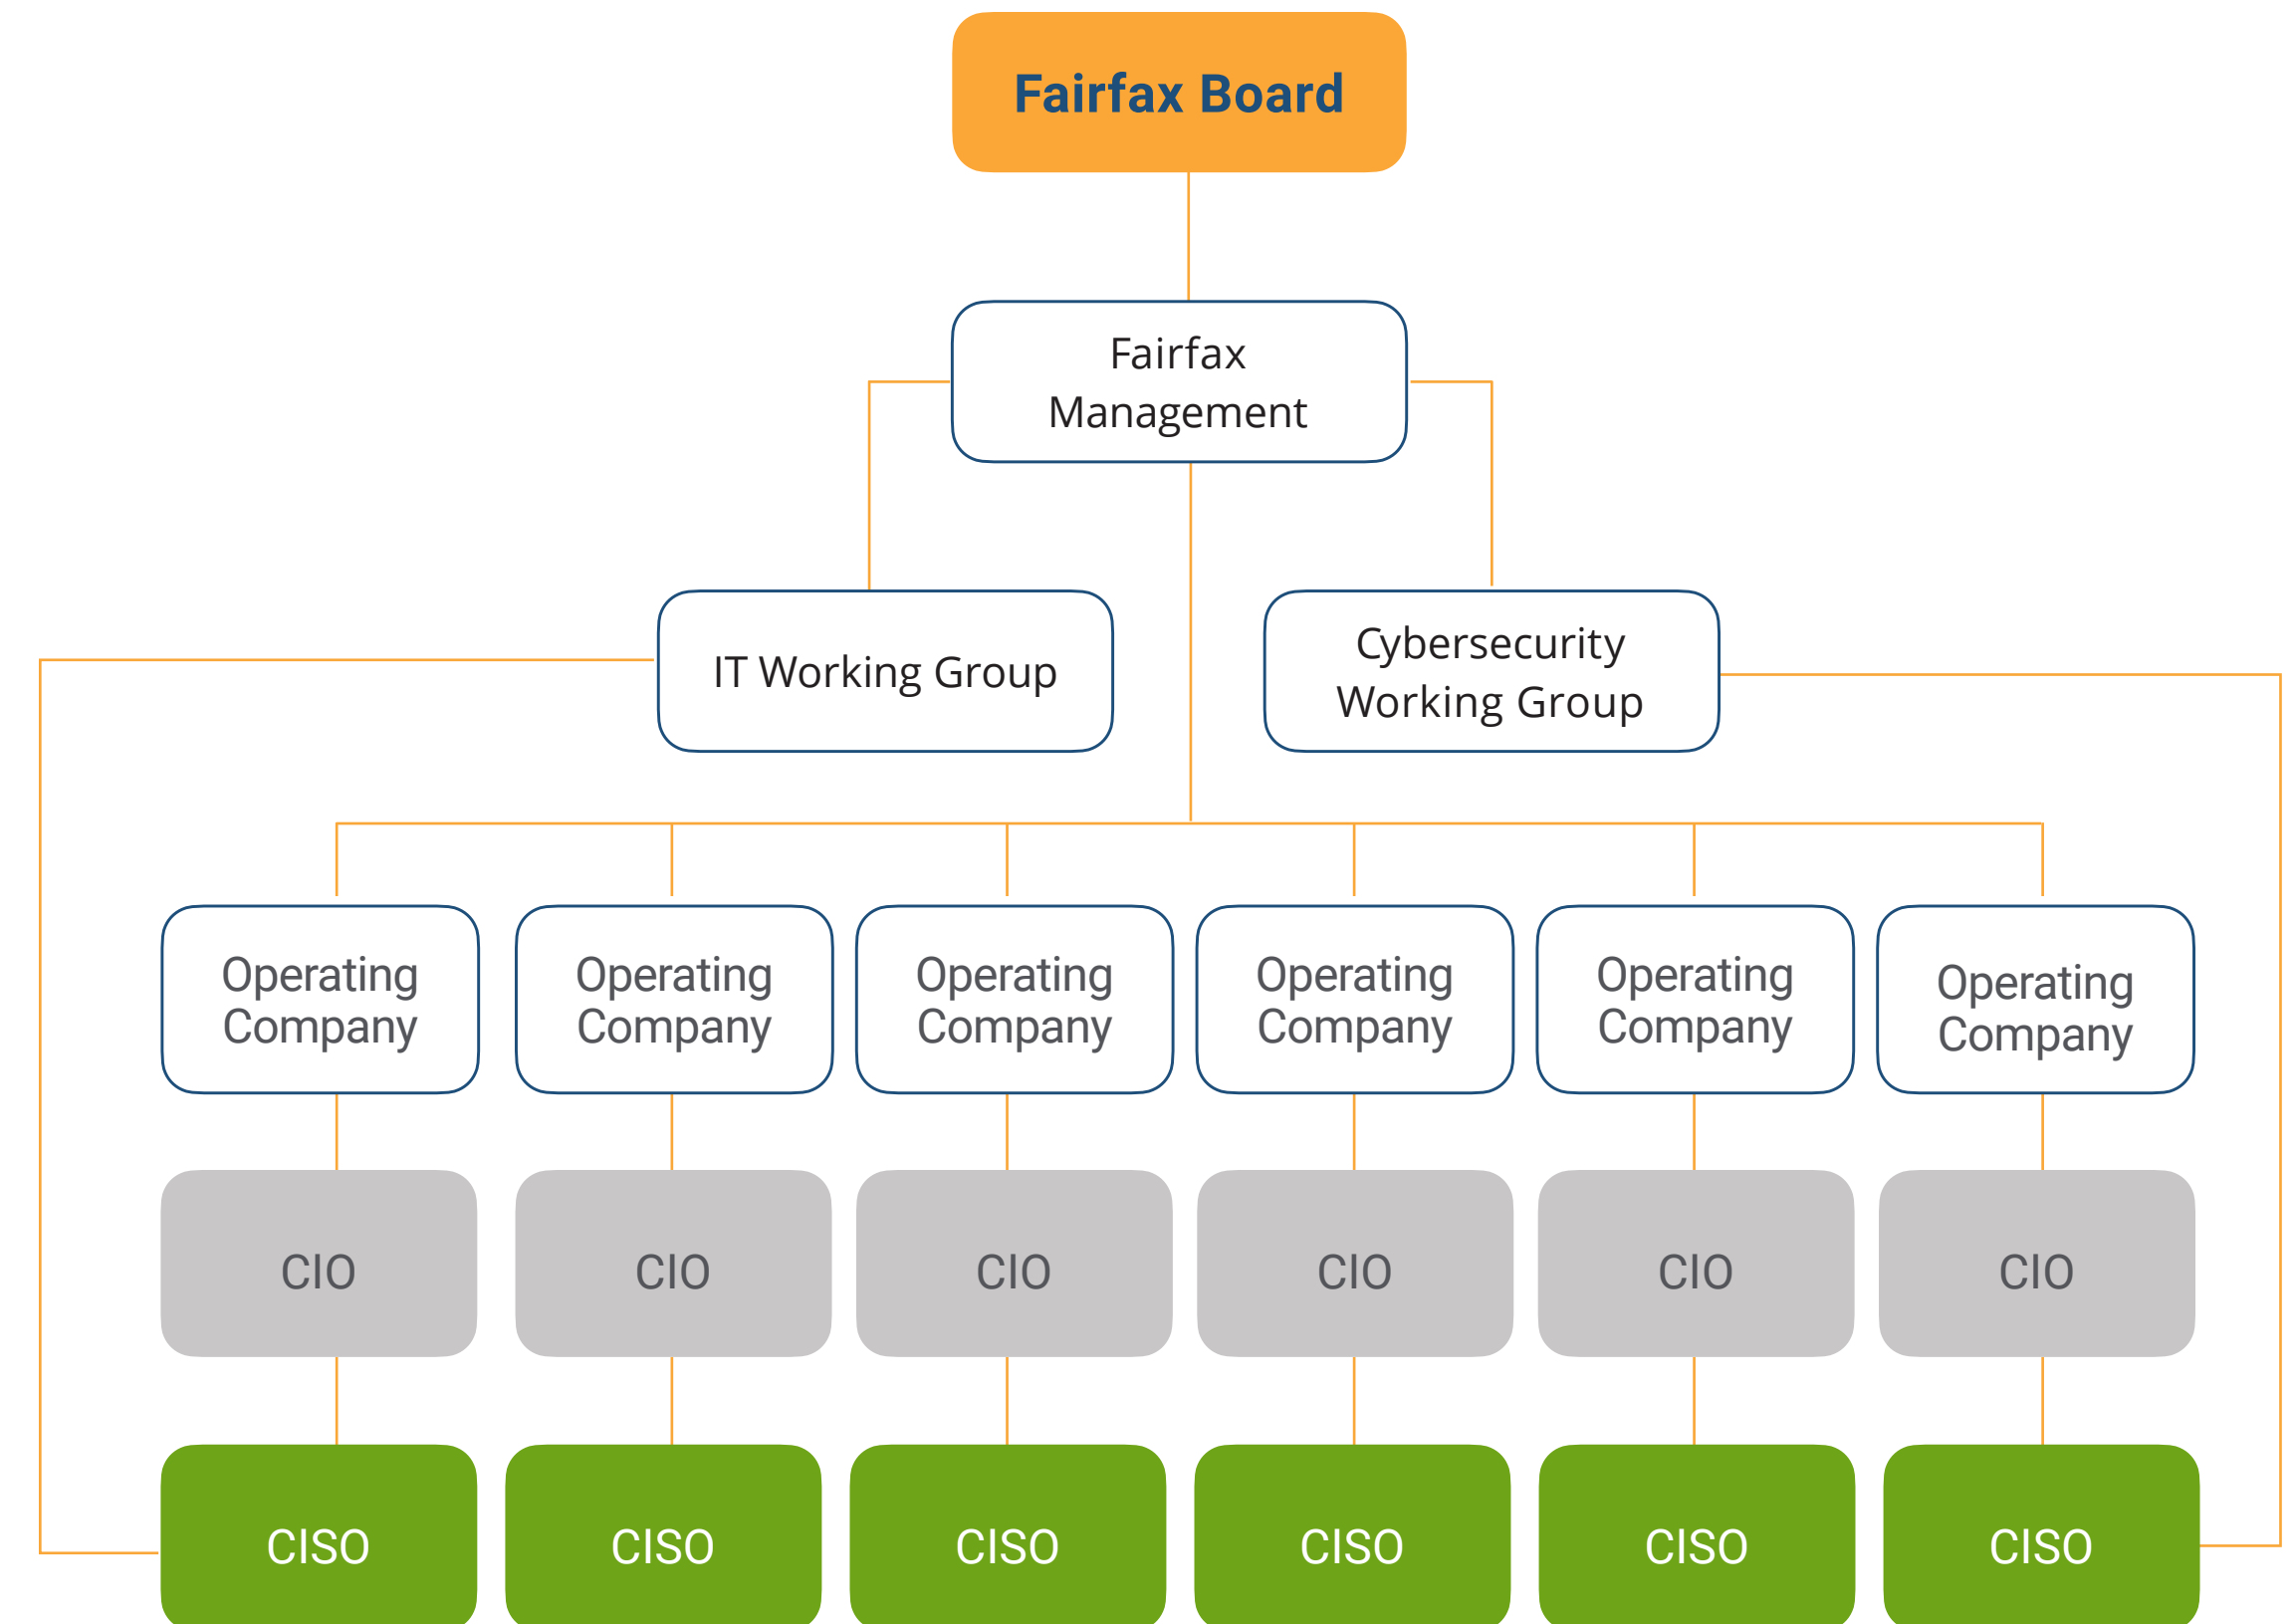 Fairfax Board
Fairfax
Management
IT Working Group
Cybersecurity
Working Group
Operating
Company
Operating
Company
Operating
Company
Operating
Company
Operating
Company
Operating
Company
CIO
CIO
CIO
CIO
CIO
CIO
CISO
CISO
CISO
CISO
CISO
CISO